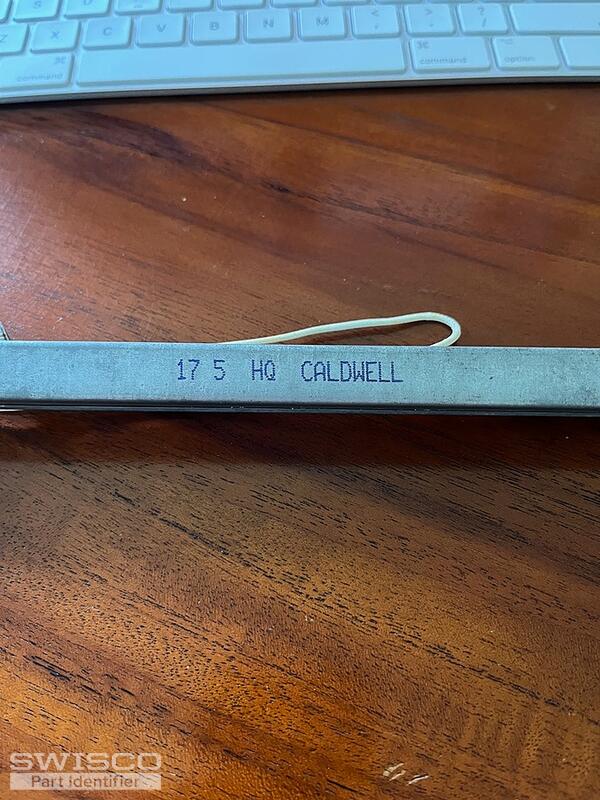 Z X C V B N M < , > . ? /
⌘ command ⌘ command option
17 5 HQ CALDWELL
SWISCO
Part Identifier